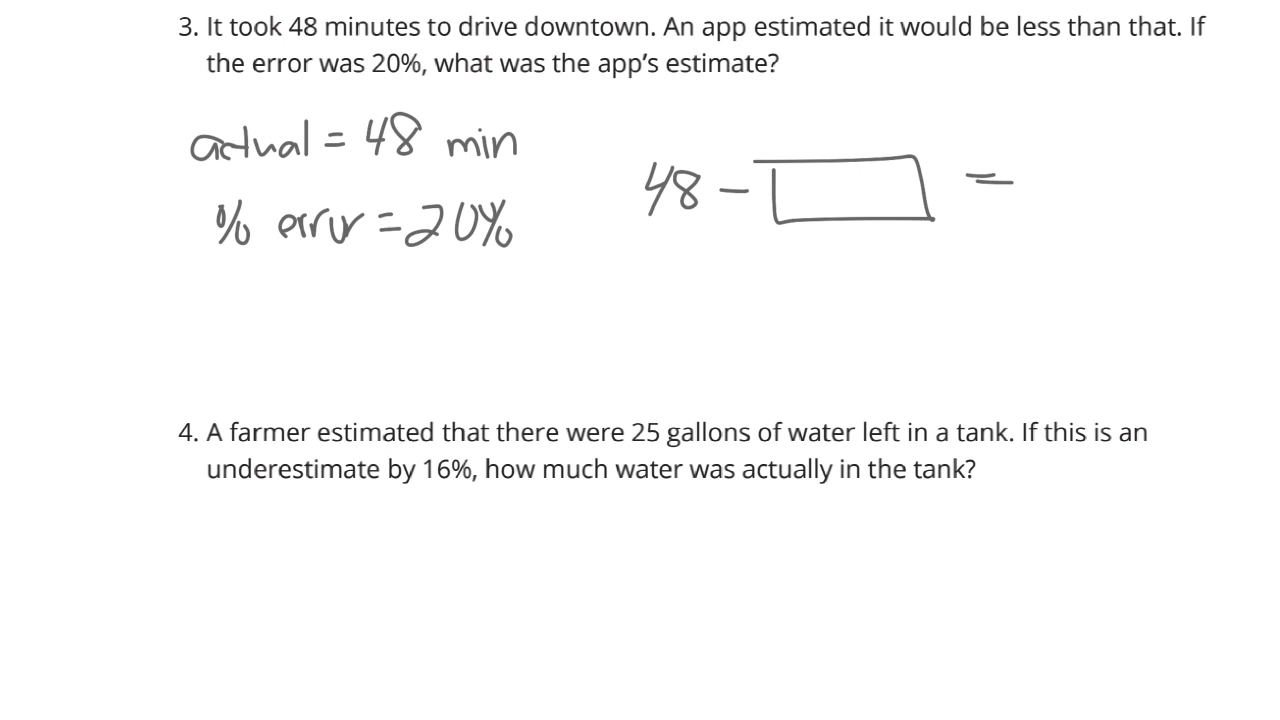 3. It took 48 minutes to drive downtown. An app estimated it would be less than that. If
the error was 20%, what was the app's estimate?
actual = 48 min
% error = 20%
48 - =
4. A farmer estimated that there were 25 gallons of water left in a tank. If this is an
underestimate by 16%, how much water was actually in the tank?